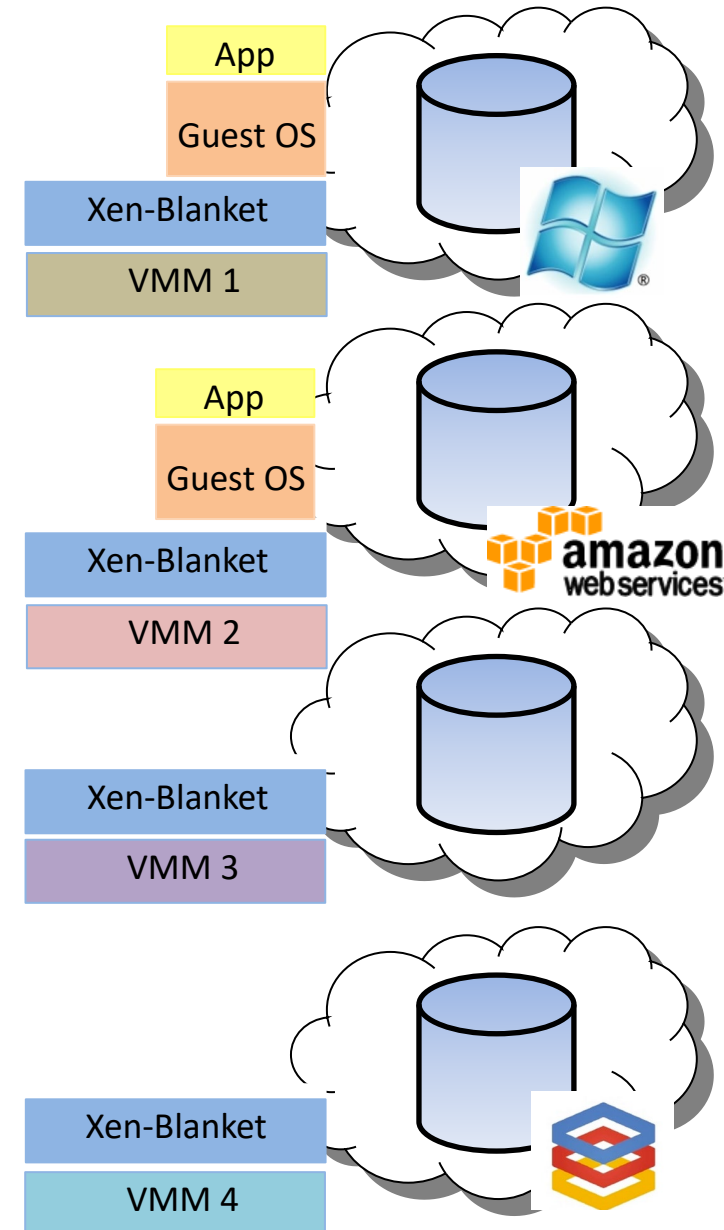 App
Guest OS
Xen-Blanket
VMM 1
®
App
Guest OS
Xen-Blanket
VMM 2
amazon
webservices
Xen-Blanket
VMM 3
Xen-Blanket
VMM 4